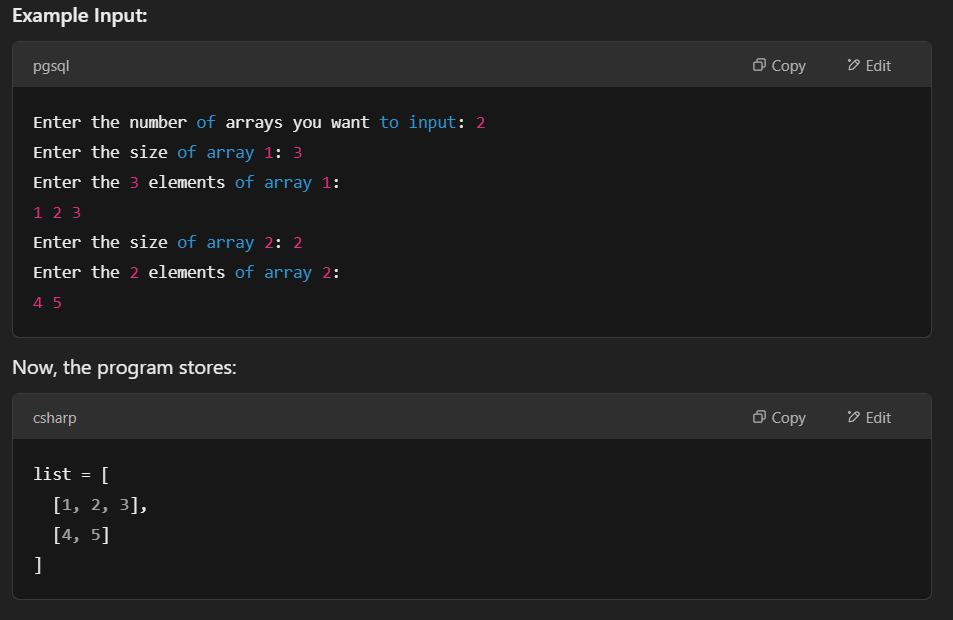 Example Input:
pgsql
Copy
Edit
Enter the number of arrays you want to input: 2
Enter the size of array 1: 3
Enter the 3 elements of array 1:
1 2 3
Enter the size of array 2: 2
Enter the 2 elements of array 2:
4 5
Now, the program stores:
csharp
Copy
Edit
list = [
  [1, 2, 3],
  [4, 5]
]